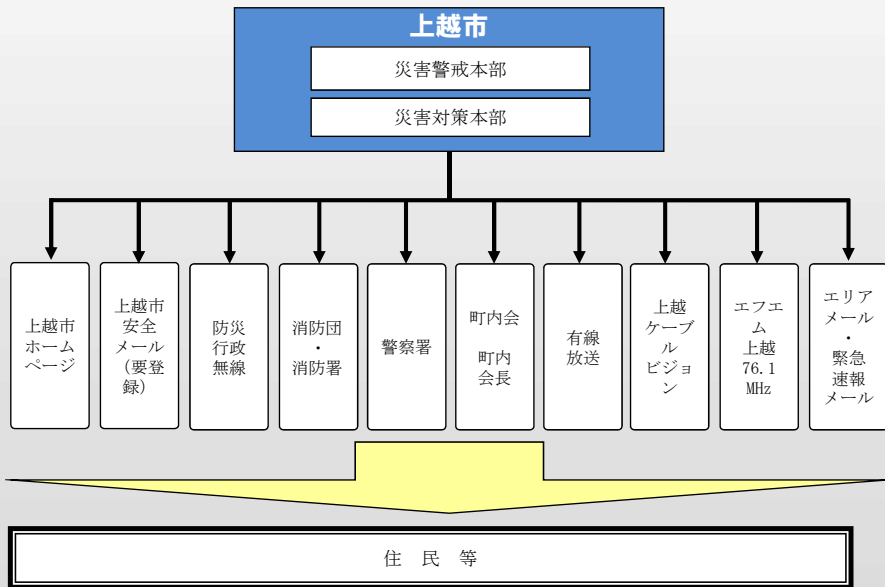 上越市
災害警戒本部
災害対策本部
上越市
ホーム
ページ
上越市
安全
メール
(要登
録)
防災
行政
無線
消防団
・
消防署
警察署
町内会
町内
会長
有線
放送
上越
ケーブ
ル
ビジョ
ン
エフエ
ム
上越
76.1
MHz
エリア
メール
・
緊急
速報
メール
住 民 等